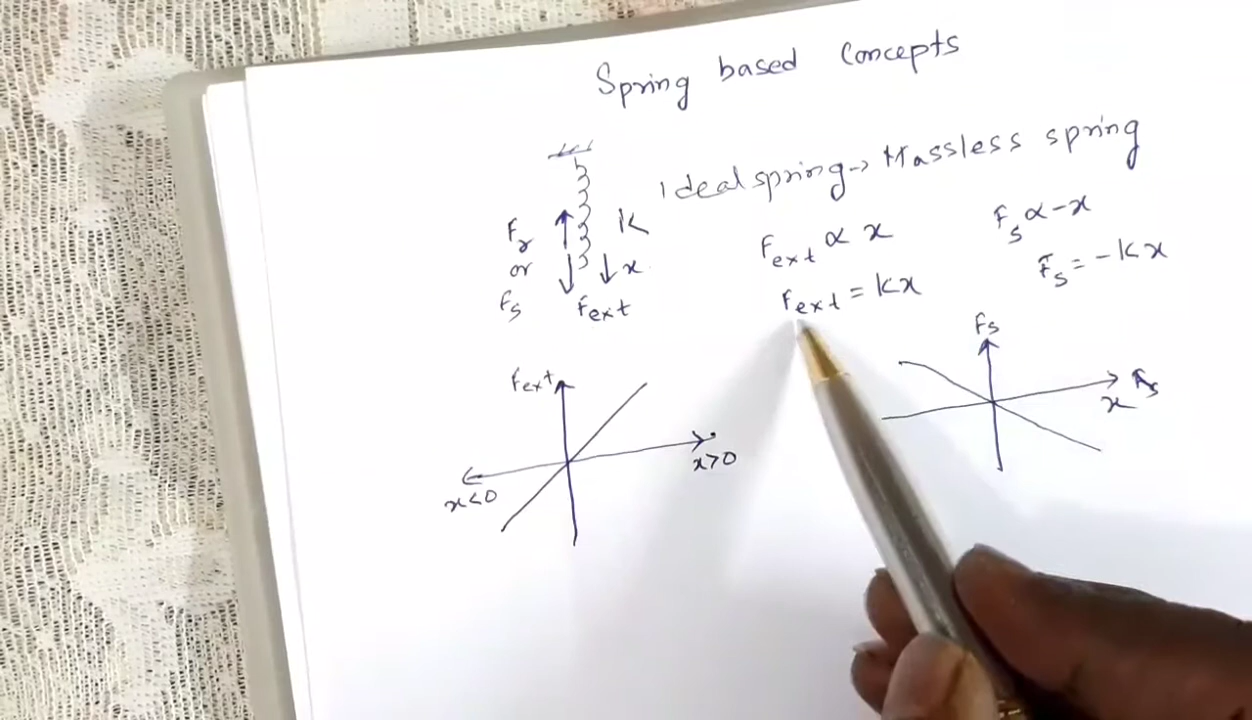 Spring based Concepts
Ideal spring → Massless spring
Fr
or
Fs
K
x
Fext
Fext ∝ x
Fext = Kx
Fs ∝ -x
Fs = -Kx
Fext
x>0
x<0
Fs
x